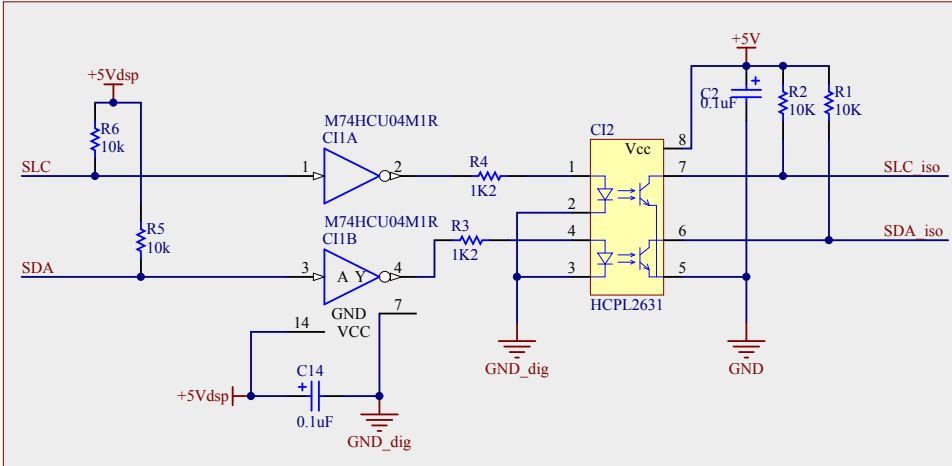 +5V
+5Vdsp
R6
10k
C2
0.1uF
R2
10K
R1
10K
M74HCU04M1R
CI1A
CI2
8
Vcc
SLC
1
2
R4
1K2
1
7
SLC_iso
2
M74HCU04M1R
CI1B
R3
1K2
R5
10k
4
6
SDA_iso
SDA
3
A Y
4
3
5
HCPL2631
GND
7
14
VCC
GND_dig
GND
C14
+5Vdsp
0.1uF
GND_dig